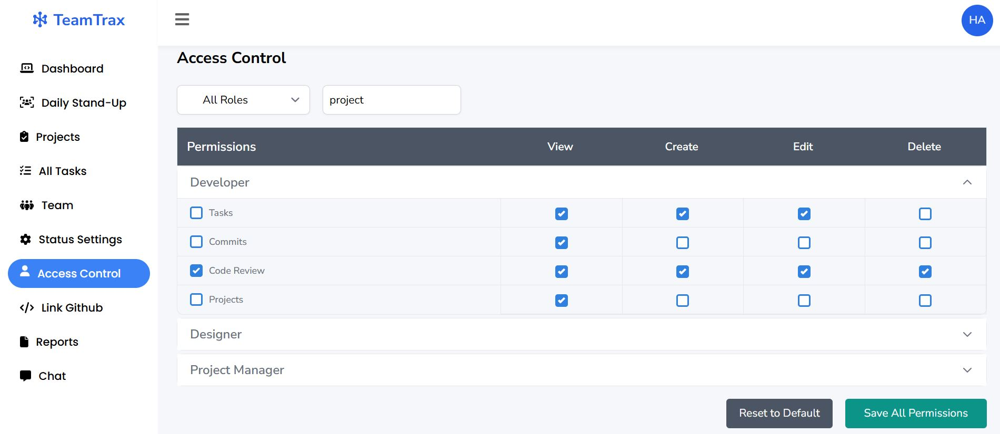 TeamTrax
HA
Dashboard
Daily Stand-Up
Projects
All Tasks
Team
Status Settings
Access Control
Link Github
Reports
Chat
Access Control
All Roles
project
Permissions View Create Edit Delete
Developer
Tasks
Commits
Code Review
Projects
Designer
Project Manager
Reset to Default
Save All Permissions